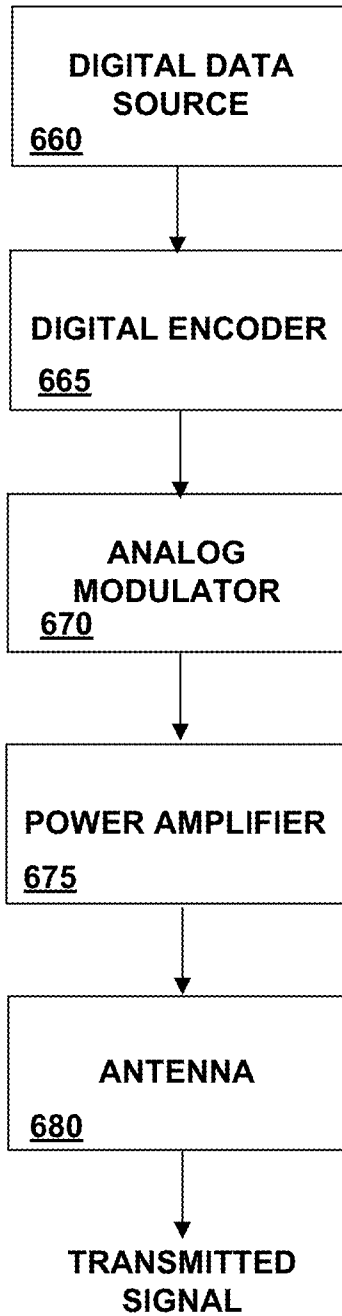 DIGITAL DATA
SOURCE
660
DIGITAL ENCODER
665
ANALOG
MODULATOR
670
POWER AMPLIFIER
675
ANTENNA
680
TRANSMITTED
SIGNAL